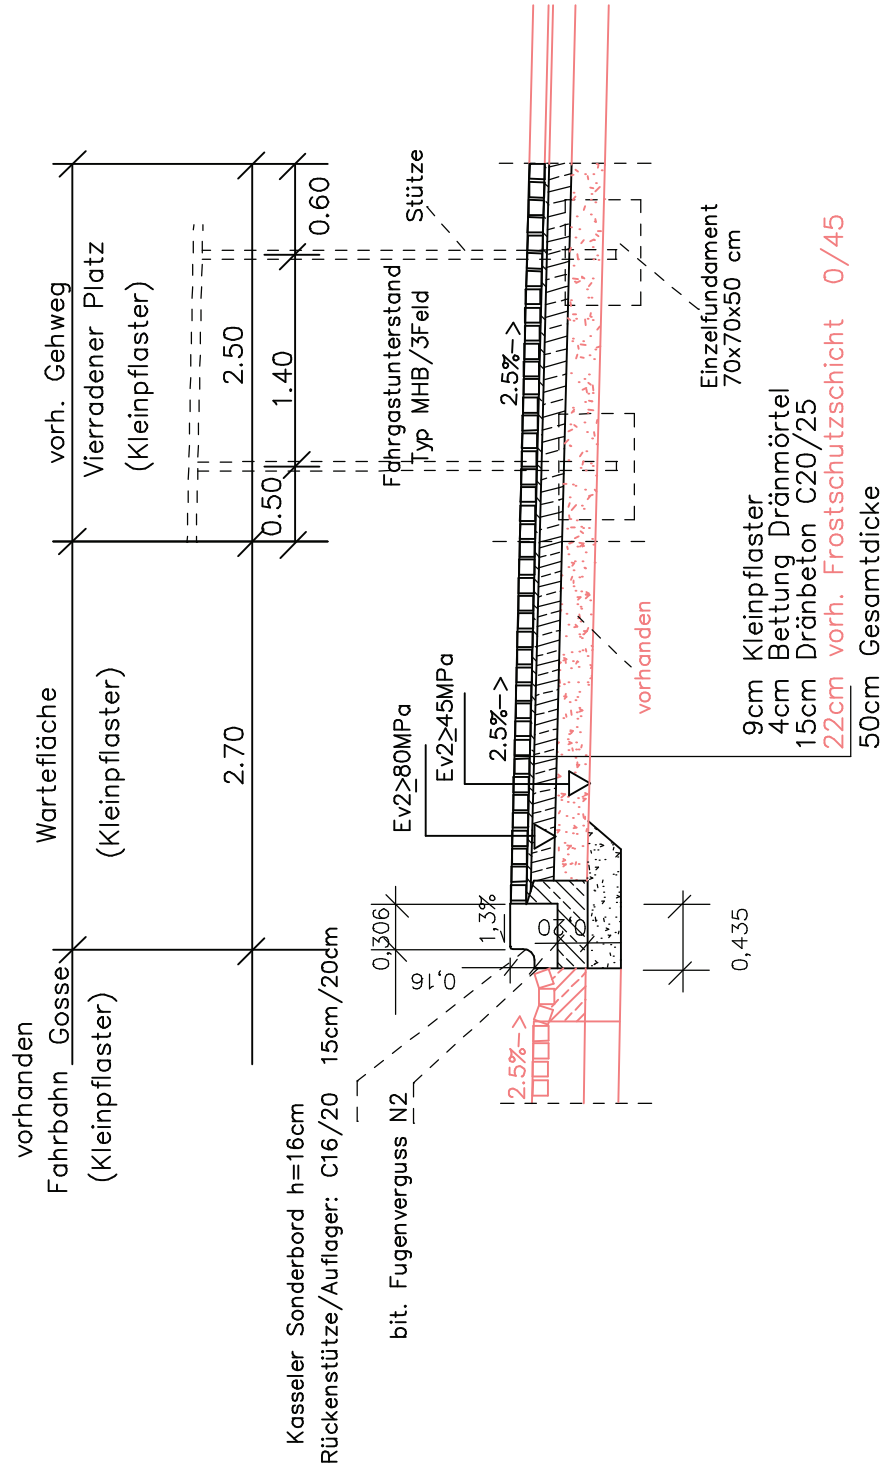 vorhanden
Fahrbahn Gosse
(Kleinpflaster)
Wartefläche
(Kleinpflaster)
vorh. Gehweg
Vierradener Platz
(Kleinpflaster)
2.70
2.50
0.50
1.40
0.60
Kasseler Sonderbord h=16cm
Rückenstütze/Auflager: C16/20 15cm/20cm
bit. Fugenverguss N2
0,306
0,16
1,3%
0,20
0,435
2.5%->
Ev2≥80MPa
Ev2≥45MPa
2.5%->
2.5%->
Fahrgastunterstand
Typ MHB/3Feld
Stütze
Einzelfundament
70x70x50 cm
vorhanden
9cm Kleinpflaster
4cm Bettung Dränmörtel
15cm Dränbeton C20/25
22cm vorh. Frostschutzschicht 0/45
50cm Gesamtdicke